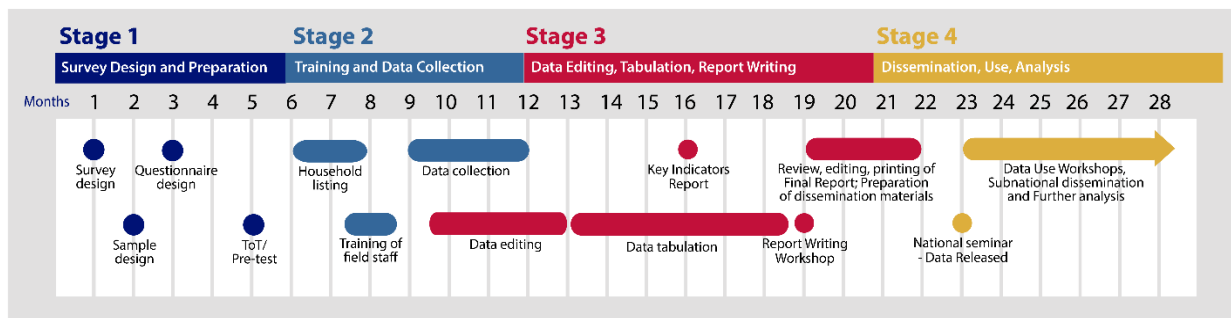 Stage 1 Stage 2 Stage 3 Stage 4
Survey Design and Preparation Training and Data Collection Data Editing, Tabulation, Report Writing Dissemination, Use, Analysis
Months 1 2 3 4 5 6 7 8 9 10 11 12 13 14 15 16 17 18 19 20 21 22 23 24 25 26 27 28
Survey
design
Questionnaire
design
Household
listing
Data collection
Key Indicators
Report
Review, editing, printing of
Final Report; Preparation
of dissemination materials
Data Use Workshops,
Subnational dissemination
and Further analysis
Sample
design
ToT/
Pre-test
Training of
field staff
Data editing
Data tabulation
Report Writing
Workshop
National seminar
- Data Released